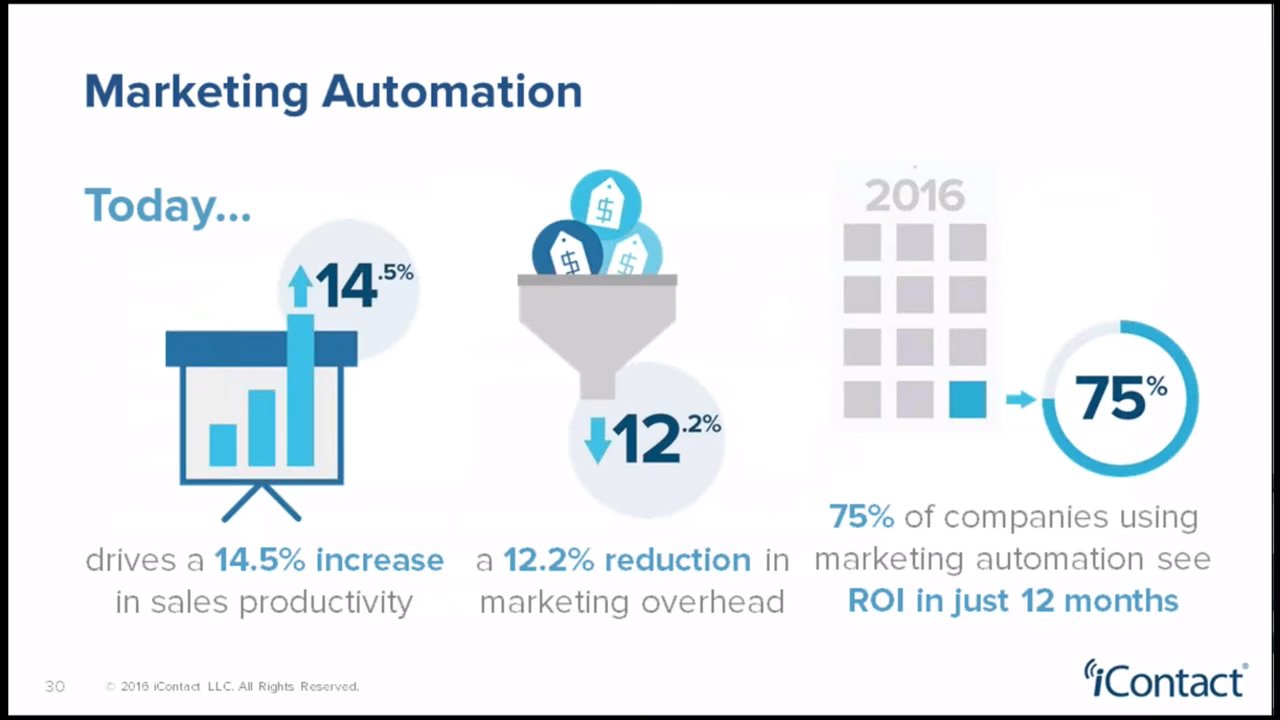 Marketing Automation
Today...
14.5%
12.2%
2016
75%
drives a 14.5% increase
in sales productivity
a 12.2% reduction in
marketing overhead
75% of companies using
marketing automation see
ROI in just 12 months
30
© 2016 iContact LLC. All Rights Reserved.
iContact®